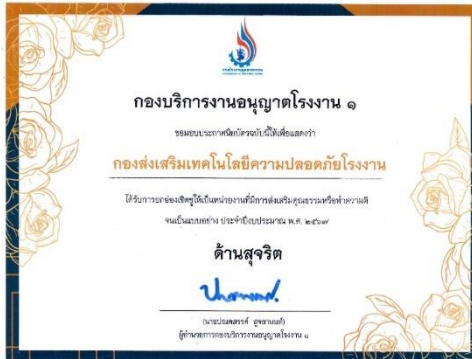 กองบริการงานอนุญาตโรงงาน ๑
ขอมอบประกาศนียบัตรฉบับนี้ให้เพื่อแสดงว่า
กองส่งเสริมเทคโนโลยีความปลอดภัยโรงงาน
ได้รับการยกย่องเชิดชูให้เป็นหน่วยงานที่มีการส่งเสริมคุณธรรมหรือทำความดี
จนเป็นแบบอย่าง ประจำปีงบประมาณ พ.ศ. ๒๕๖๗
ด้านสุจริต
ผู้อำนวยการกองบริการงานอนุญาตโรงงาน ๑